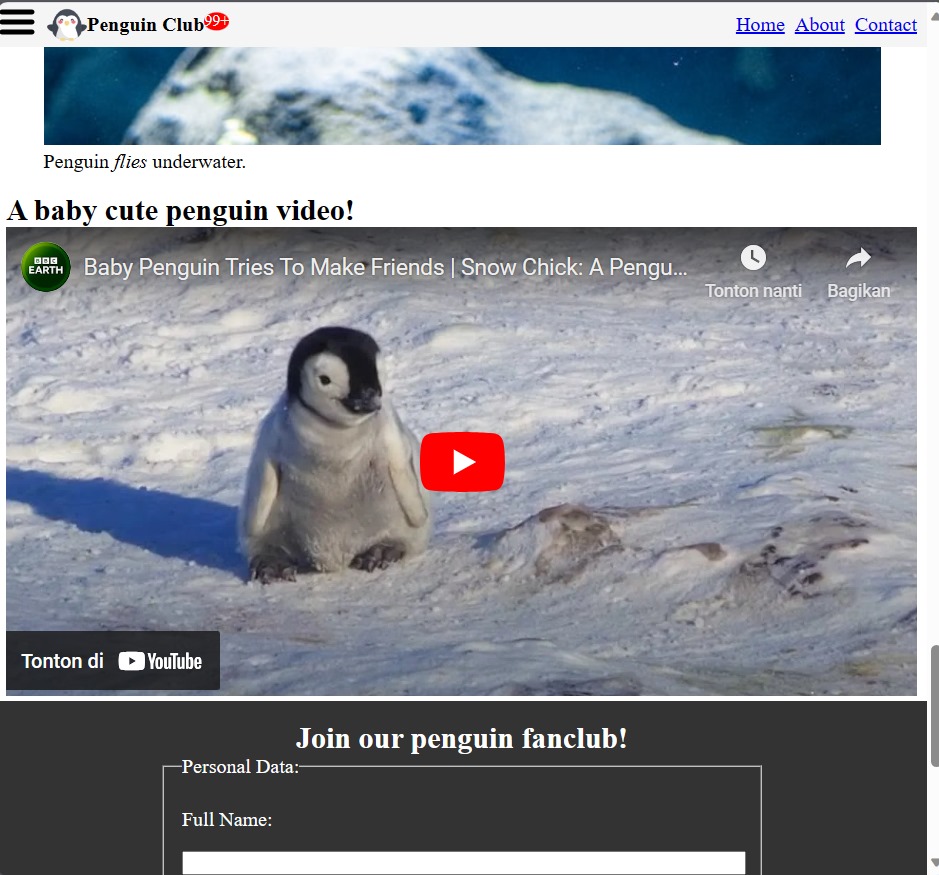 Penguin Club 99+
Home About Contact
Penguin flies underwater.
A baby cute penguin video!
BBC
EARTH
Baby Penguin Tries To Make Friends | Snow Chick: A Pengu...
Tonton nanti
Bagikan
Tonton di YouTube
Join our penguin fanclub!
Personal Data:
Full Name: